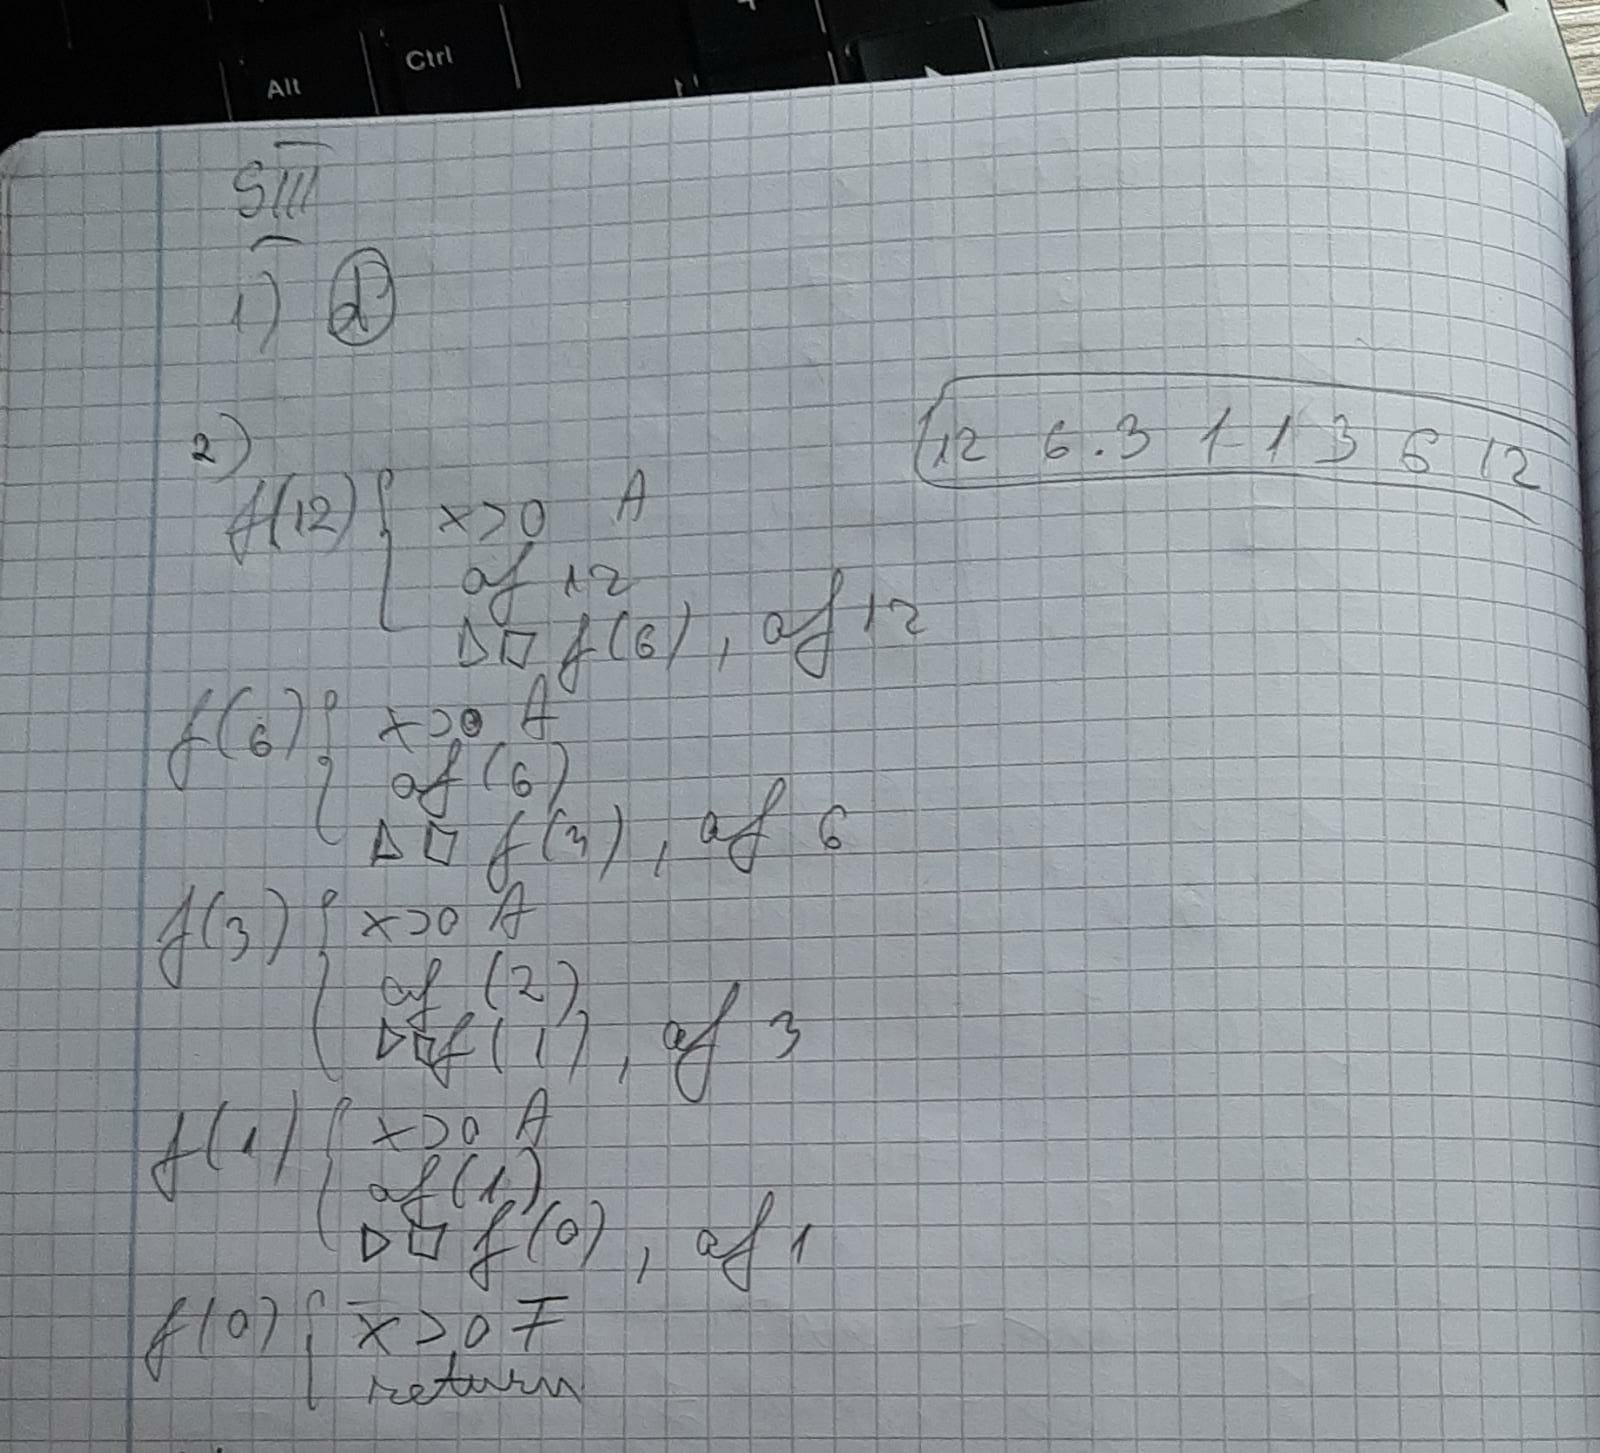 Alt Ctrl
SIII
1) d
2)
12 6.3 1 1 3 6 12
f(12) { x>0 A
af 12
f(6), af 12
f(6) { x>0 A
af (6)
f(3), af 6
f(3) { x>0 A
af (2)
f(1), af 3
f(1) { x>0 A
af (1)
f(0), af 1
f(0) { x>0 F
return